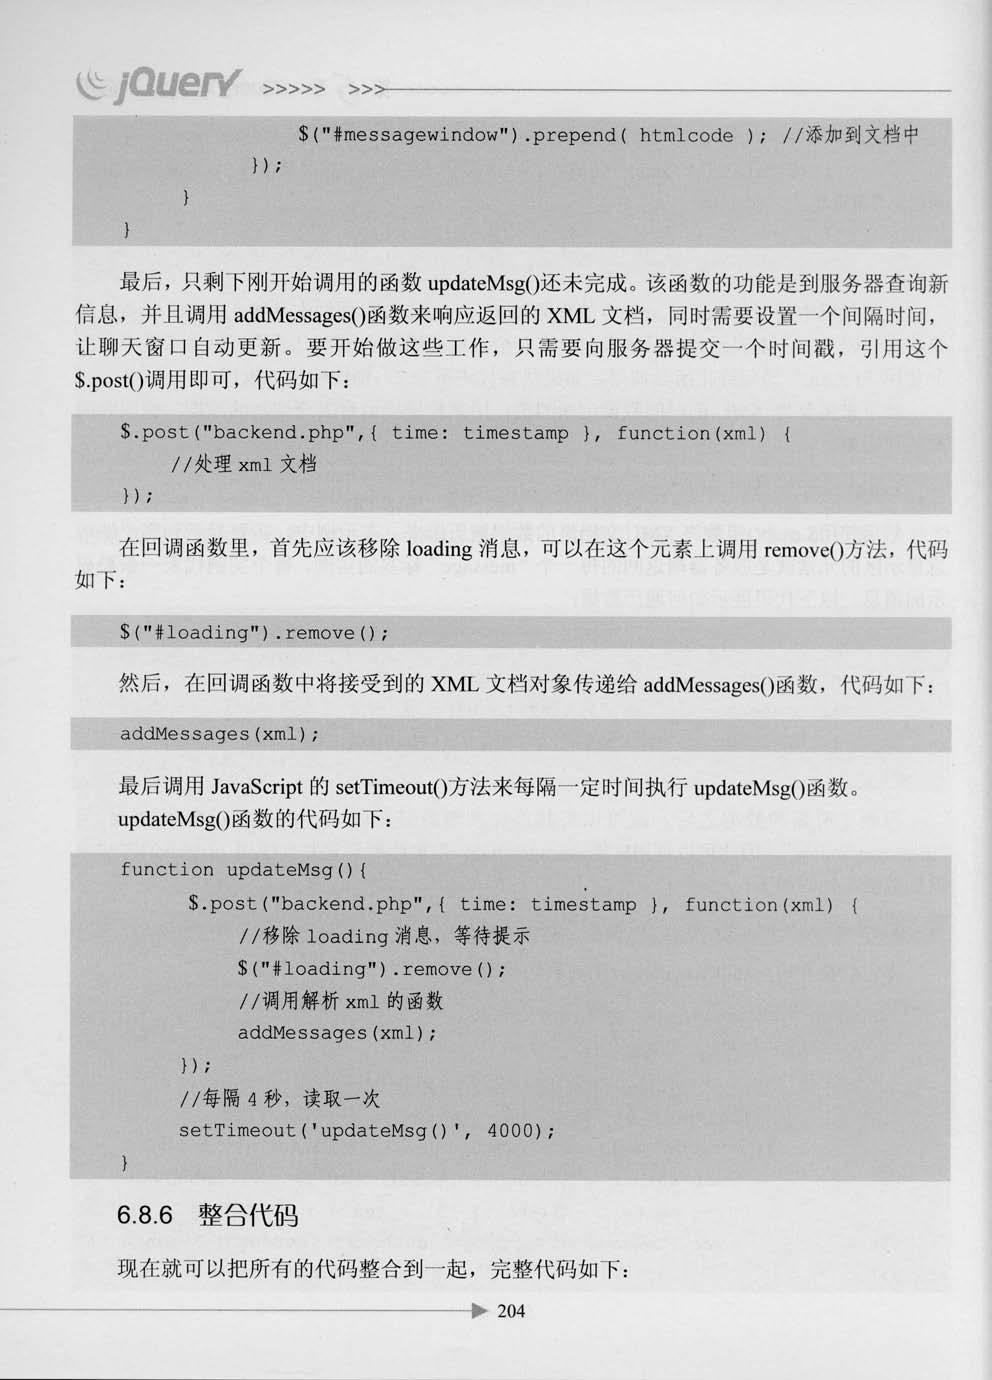 jQuery >>>>> >>>
$("#messagewindow").prepend( htmlcode ); //添加到文档中
});
}
}
最后，只剩下刚开始调用的函数 updateMsg()还未完成。该函数的功能是到服务器查询新
信息，并且调用 addMessages()函数来响应返回的 XML 文档，同时需要设置一个间隔时间，
让聊天窗口自动更新。要开始做这些工作，只需要向服务器提交一个时间戳，引用这个
$.post()调用即可，代码如下：
$.post("backend.php",{ time: timestamp }, function(xml) {
//处理 xml 文档
});
在回调函数里，首先应该移除 loading 消息，可以在这个元素上调用 remove()方法，代码
如下：
$("#loading").remove();
然后，在回调函数中将接受到的 XML 文档对象传递给 addMessages()函数，代码如下：
addMessages(xml);
最后调用 JavaScript 的 setTimeout()方法来每隔一定时间执行 updateMsg()函数。
updateMsg()函数的代码如下：
function updateMsg(){
$.post("backend.php",{ time: timestamp }, function(xml) {
//移除 loading 消息，等待提示
$("#loading").remove();
//调用解析 xml 的函数
addMessages(xml);
});
//每隔 4 秒，读取一次
setTimeout('updateMsg()', 4000);
}
6.8.6 整合代码
现在就可以把所有的代码整合到一起，完整代码如下：
204